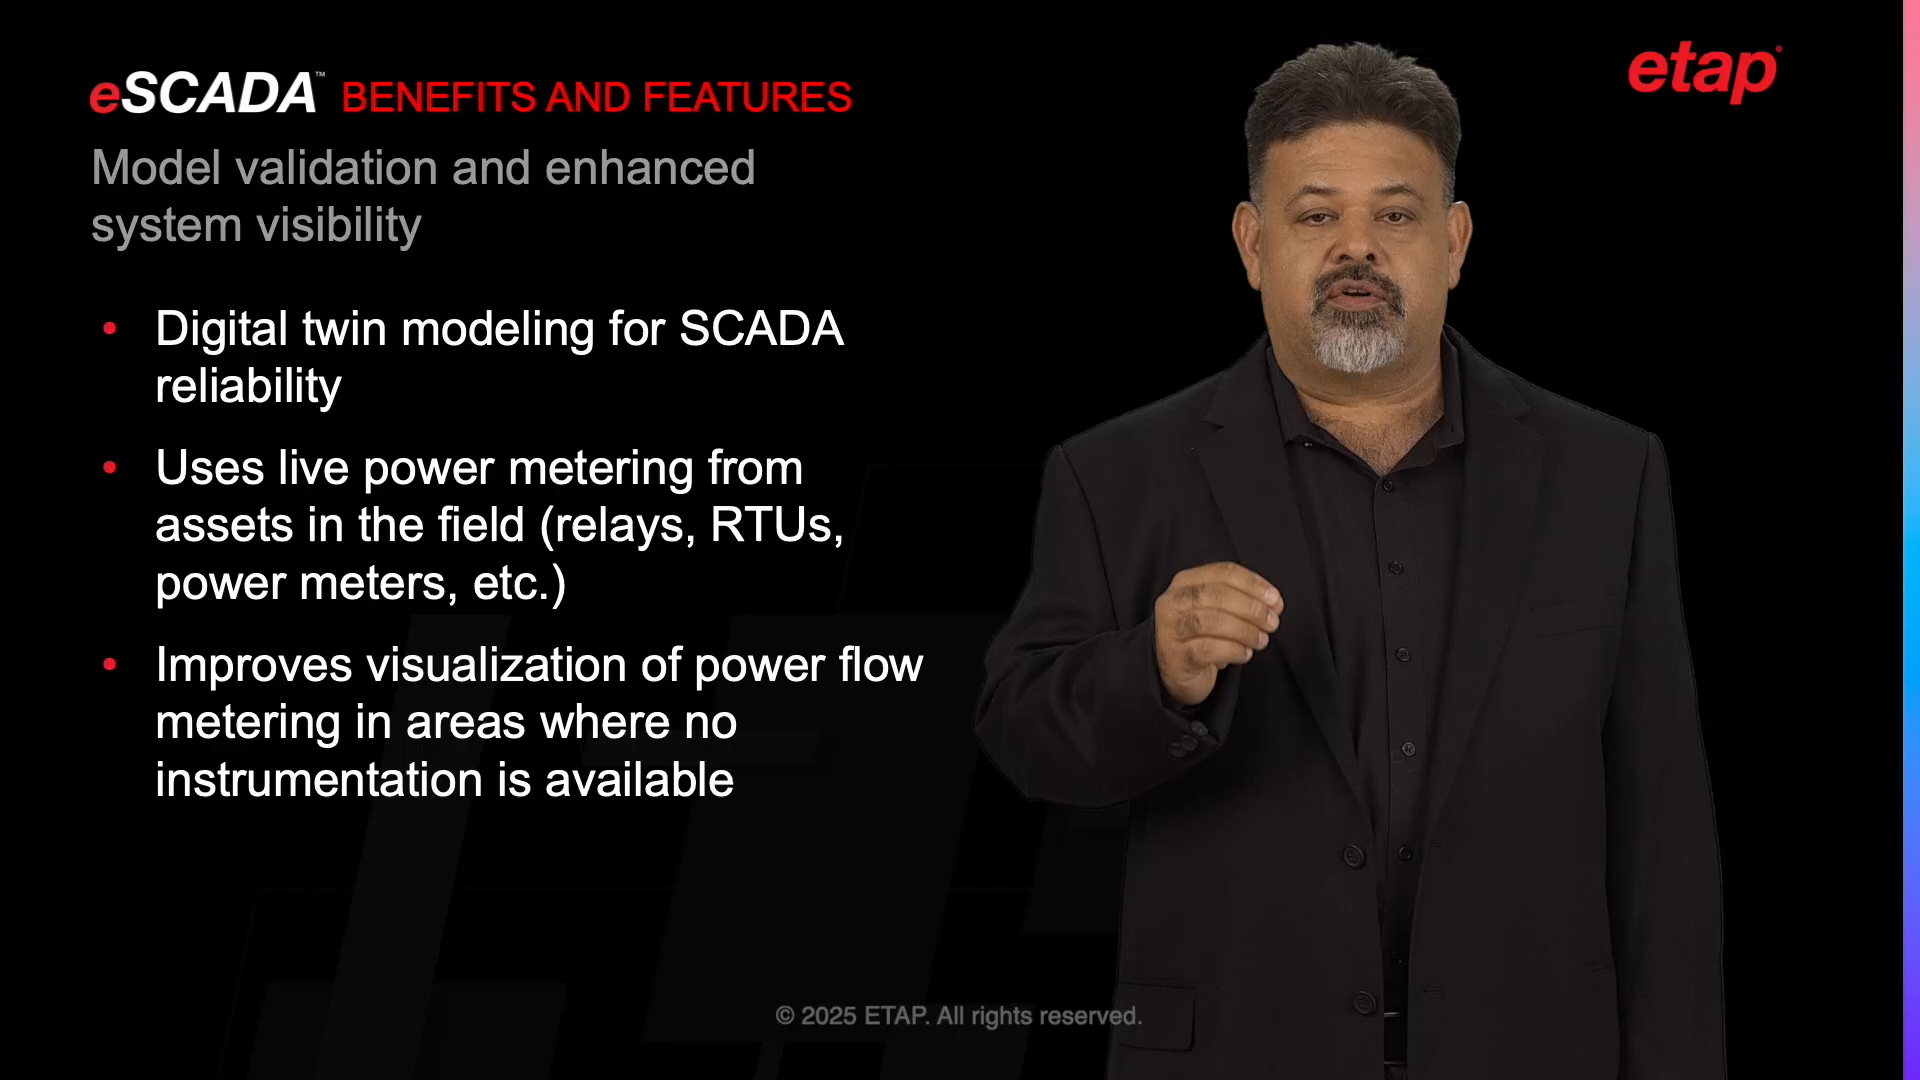 eSCADA™ BENEFITS AND FEATURES
etap
Model validation and enhanced
system visibility
• Digital twin modeling for SCADA
reliability
• Uses live power metering from
assets in the field (relays, RTUs,
power meters, etc.)
• Improves visualization of power flow
metering in areas where no
instrumentation is available
© 2025 ETAP. All rights reserved.